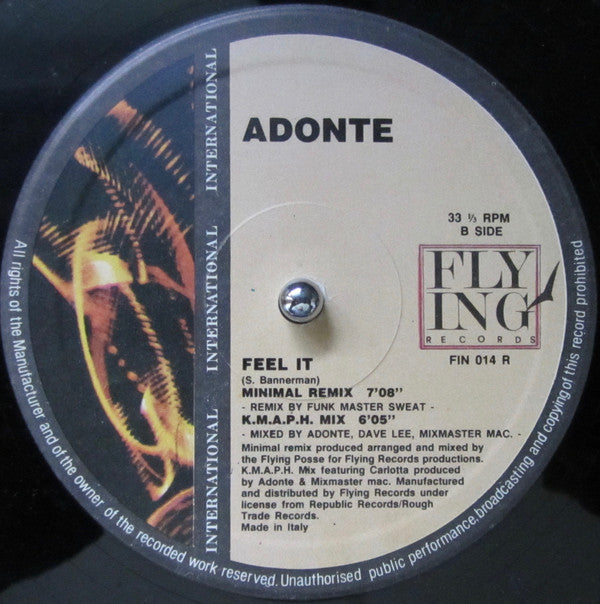 ADONTE
INTERNATIONAL
INTERNATIONAL
INTERNATIONAL
33 ⅓ RPM
B SIDE
FLY
ING
RECORDS
FIN 014 R
FEEL IT
(S. Bannerman)
MINIMAL REMIX 7'08"
- REMIX BY FUNK MASTER SWEAT -
K.M.A.P.H. MIX 6'05"
- MIXED BY ADONTE, DAVE LEE, MIXMASTER MAC. -
Minimal remix produced arranged and mixed by
the Flying Posse for Flying Records productions.
K.M.A.P.H. Mix featuring Carlotta produced
by Adonte & Mixmaster mac. Manufactured
and distributed by Flying Records under
license from Republic Records/Rough
Trade Records.
Made in Italy
All rights of the Manufacturer and of the owner of the recorded work reserved. Unauthorised public performance, broadcasting and copying of this record prohibited